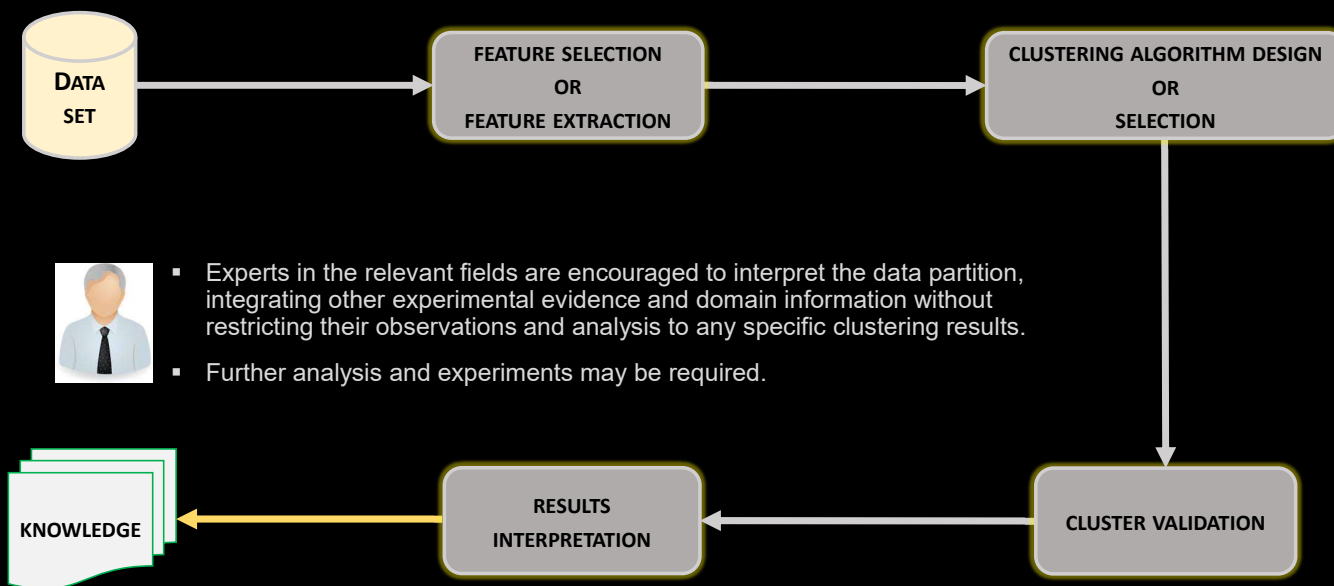 DATA
SET
FEATURE SELECTION
OR
FEATURE EXTRACTION
CLUSTERING ALGORITHM DESIGN
OR
SELECTION
▪ Experts in the relevant fields are encouraged to interpret the data partition,
integrating other experimental evidence and domain information without
restricting their observations and analysis to any specific clustering results.
▪ Further analysis and experiments may be required.
KNOWLEDGE
RESULTS
INTERPRETATION
CLUSTER VALIDATION